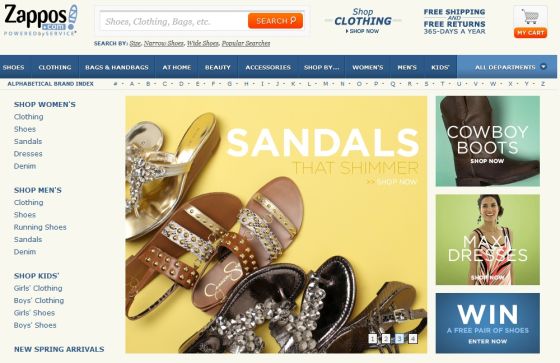 Zappos
.com
POWERED by SERVICE
Shoes, Clothing, Bags, etc.
SEARCH
SEARCH BY: Size, Narrow Shoes, Wide Shoes, Popular Searches
Shop
CLOTHING
SHOP NOW
FREE SHIPPING
AND
FREE RETURNS
365-DAYS A YEAR
MY CART
SHOES
CLOTHING
BAGS & HANDBAGS
AT HOME
BEAUTY
ACCESSORIES
SHOP BY...
WOMEN'S
MEN'S
KIDS'
ALL DEPARTMENTS
ALPHABETICAL BRAND INDEX # · A · B · C · D · E · F · G · H · I · J · K · L · M · N · O · P · Q · R · S · T · U · V · W · X · Y · Z
SHOP WOMEN'S
Clothing
Shoes
Sandals
Dresses
Denim
SHOP MEN'S
Clothing
Shoes
Running Shoes
Sandals
Denim
SHOP KIDS'
Girls' Clothing
Boys' Clothing
Girls' Shoes
Boys' Shoes
NEW SPRING ARRIVALS
SANDALS
THAT SHIMMER
>> SHOP NOW
1 2 3 4
COWBOY
BOOTS
SHOP NOW
MAXI
DRESSES
SHOP NOW
WIN
A FREE PAIR OF SHOES
ENTER NOW